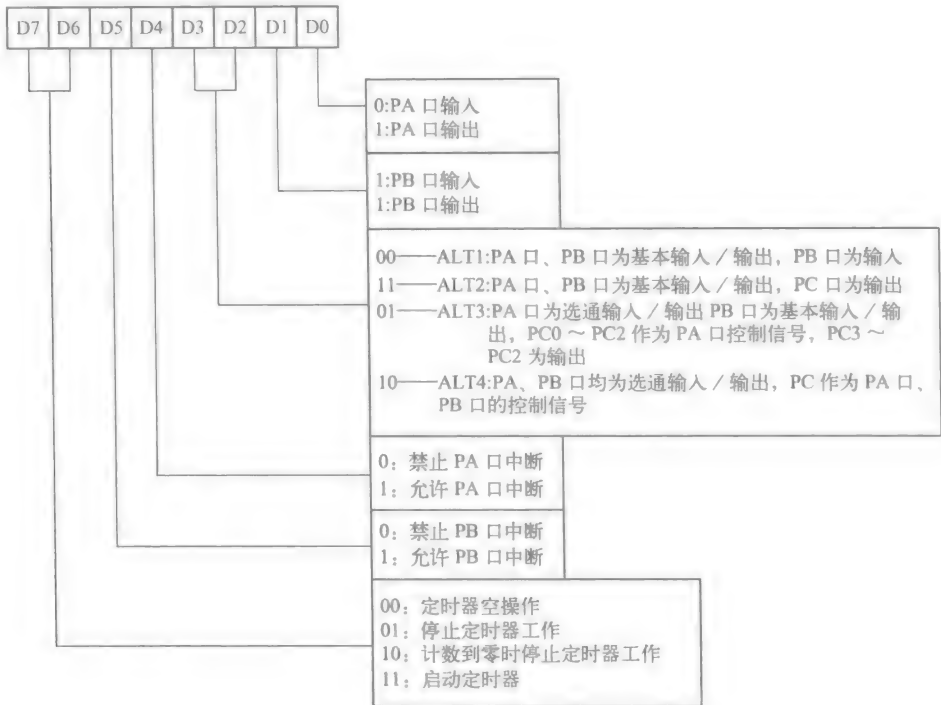 D7 D6 D5 D4 D3 D2 D1 D0
0:PA 口输入
1:PA 口输出
1:PB 口输入
1:PB 口输出
00——ALT1:PA 口、PB 口为基本输入／输出，PB 口为输入
11——ALT2:PA 口、PB 口为基本输入／输出，PC 口为输出
01——ALT3:PA 口为选通输入／输出 PB 口为基本输入／输
出，PC0～PC2 作为 PA 口控制信号，PC3～
PC2 为输出
10——ALT4:PA、PB 口均为选通输入／输出，PC 作为 PA 口、
PB 口的控制信号
0：禁止 PA 口中断
1：允许 PA 口中断
0：禁止 PB 口中断
1：允许 PB 口中断
00：定时器空操作
01：停止定时器工作
10：计数到零时停止定时器工作
11：启动定时器